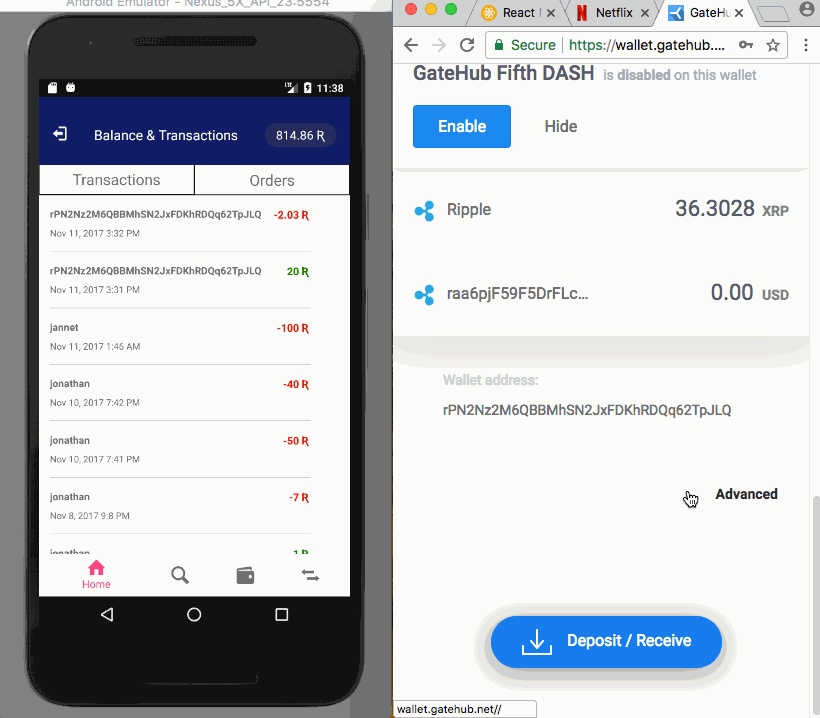 Android Emulator - Nexus_5X_API_23:5554
11:38
Balance & Transactions
814.86 R
Transactions
Orders
rPN2Nz2M6QBBMhSN2JxFDKhRDQq62TpJLQ
-2.03 R
Nov 11, 2017 3:32 PM
rPN2Nz2M6QBBMhSN2JxFDKhRDQq62TpJLQ
20 R
Nov 11, 2017 3:31 PM
jannet
-100 R
Nov 11, 2017 1:46 AM
jonathan
-40 R
Nov 10, 2017 7:42 PM
jonathan
-50 R
Nov 10, 2017 7:41 PM
jonathan
-7 R
Nov 8, 2017 9:8 PM
jonathan
1 R
Home
React
Netflix
GateHu
Secure
https://wallet.gatehub....
GateHub Fifth DASH is disabled on this wallet
Enable
Hide
Ripple
36.3028 XRP
raa6pjF59F5DrFLc...
0.00 USD
Wallet address:
rPN2Nz2M6QBBMhSN2JxFDKhRDQq62TpJLQ
Advanced
Deposit / Receive
wallet.gatehub.net//